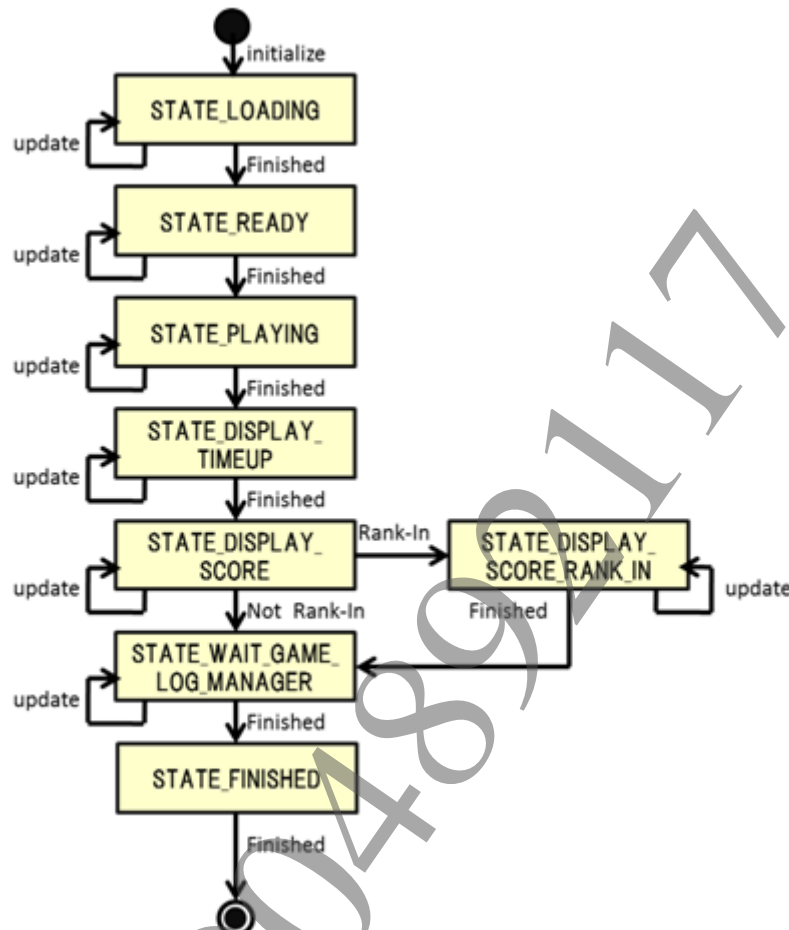 initialize
STATE_LOADING
update
Finished
STATE_READY
update
Finished
STATE_PLAYING
update
Finished
STATE_DISPLAY_
TIMEUP
update
Finished
STATE_DISPLAY_
SCORE
Rank-In
STATE_DISPLAY_
SCORE_RANK_IN
update
update
Not Rank-In
Finished
STATE_WAIT_GAME_
LOG_MANAGER
update
Finished
STATE_FINISHED
Finished
04892117